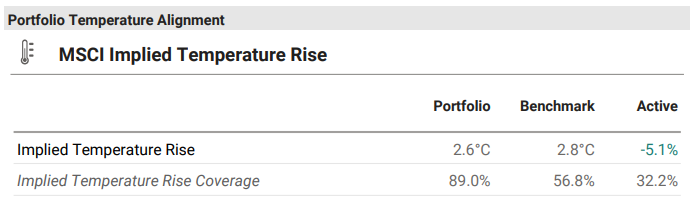 Portfolio Temperature Alignment
MSCI Implied Temperature Rise
Portfolio Benchmark Active
Implied Temperature Rise 2.6°C 2.8°C -5.1%
Implied Temperature Rise Coverage 89.0% 56.8% 32.2%